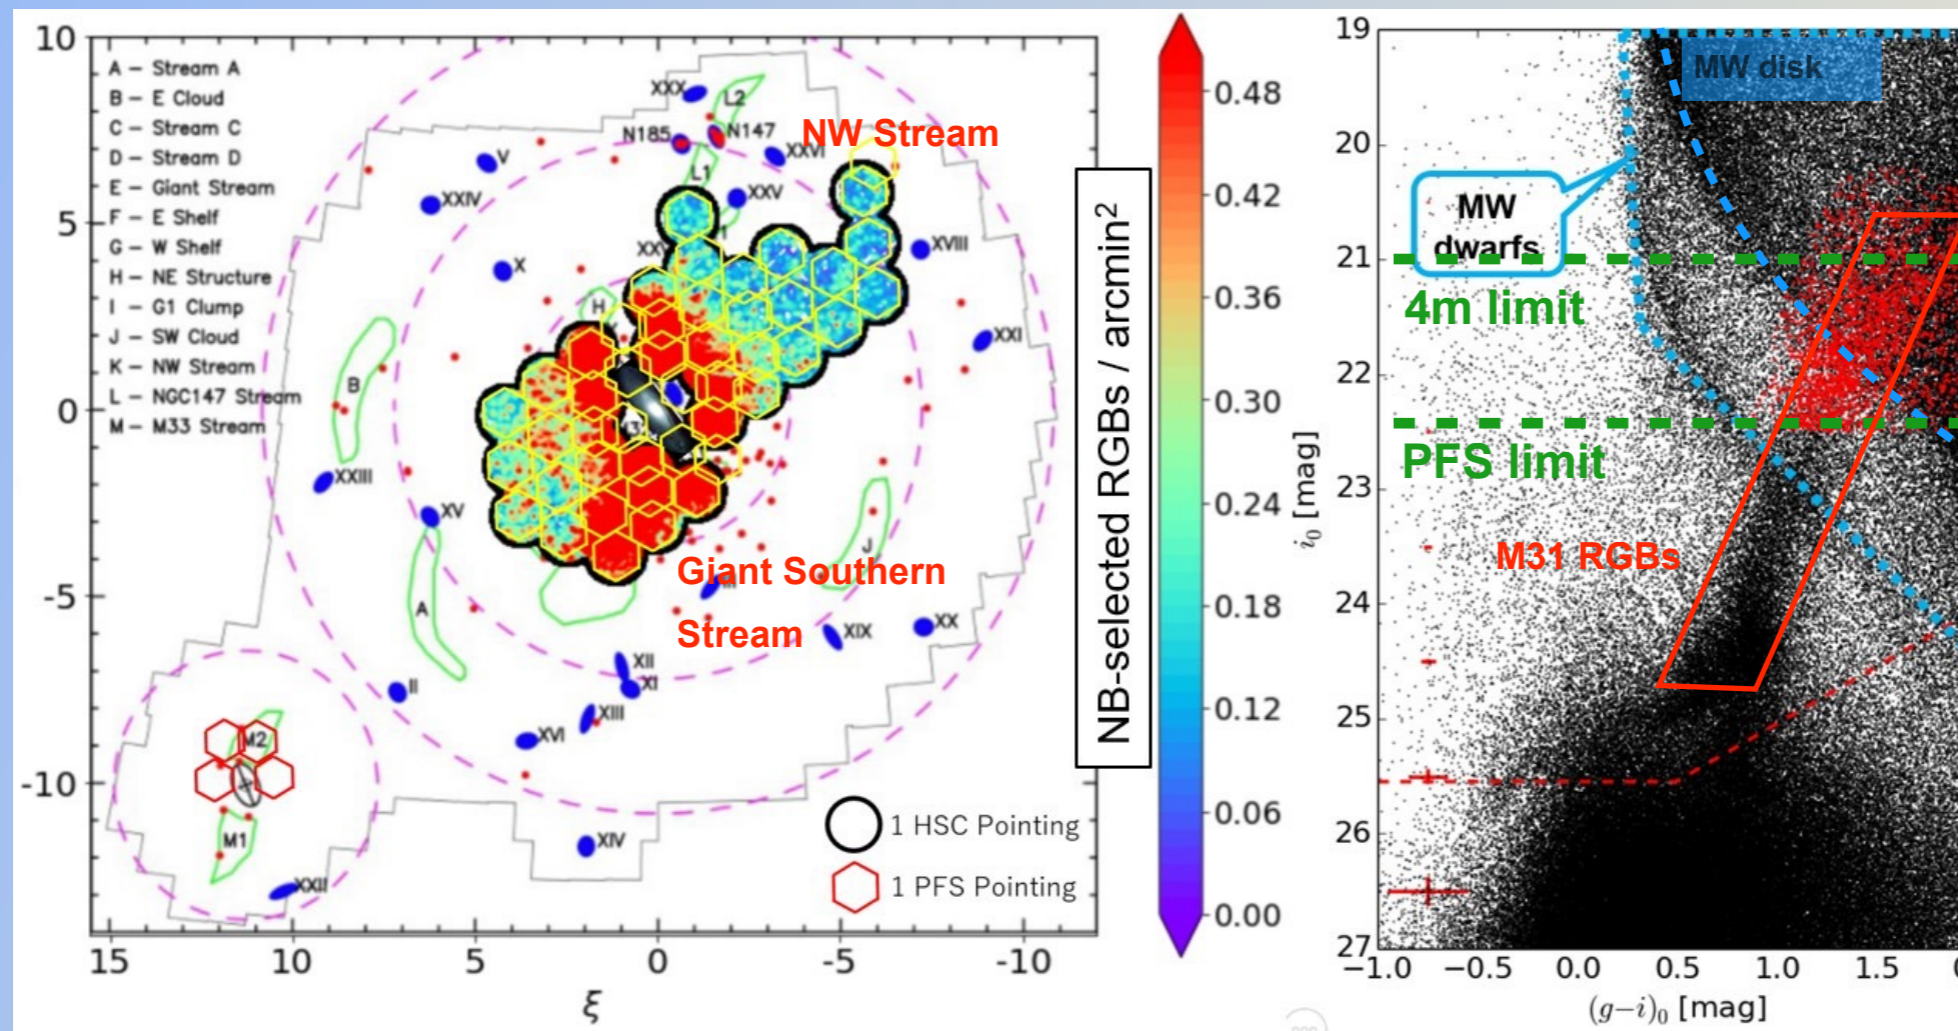 10
5
0
-5
-10
A – Stream A
B – E Cloud
C – Stream C
D – Stream D
E – Giant Stream
F – E Shelf
G – W Shelf
H – NE Structure
I – G1 Clump
J – SW Cloud
K – NW Stream
L – NGC147 Stream
M – M33 Stream
XXX
L2
N185
N147
NW Stream
V
XXVI
L1
XXIV
XXV
XVIII
X
H
XXI
B
XXIII
XV
J
Giant Southern
Stream
A
XIX
XX
XII
XI
II
XIII
XVI
M2
M1
XIV
XXII
1 HSC Pointing
1 PFS Pointing
15
10
5
0
-5
-10
ξ
NB-selected RGBs / arcmin²
0.48
0.42
0.36
0.30
0.24
0.18
0.12
0.06
0.00
i₀ [mag]
19
20
21
22
23
24
25
26
27
MW disk
MW
dwarfs
4m limit
PFS limit
M31 RGBs
−1.0
−0.5
0.0
0.5
1.0
1.5
(g−i)₀ [mag]